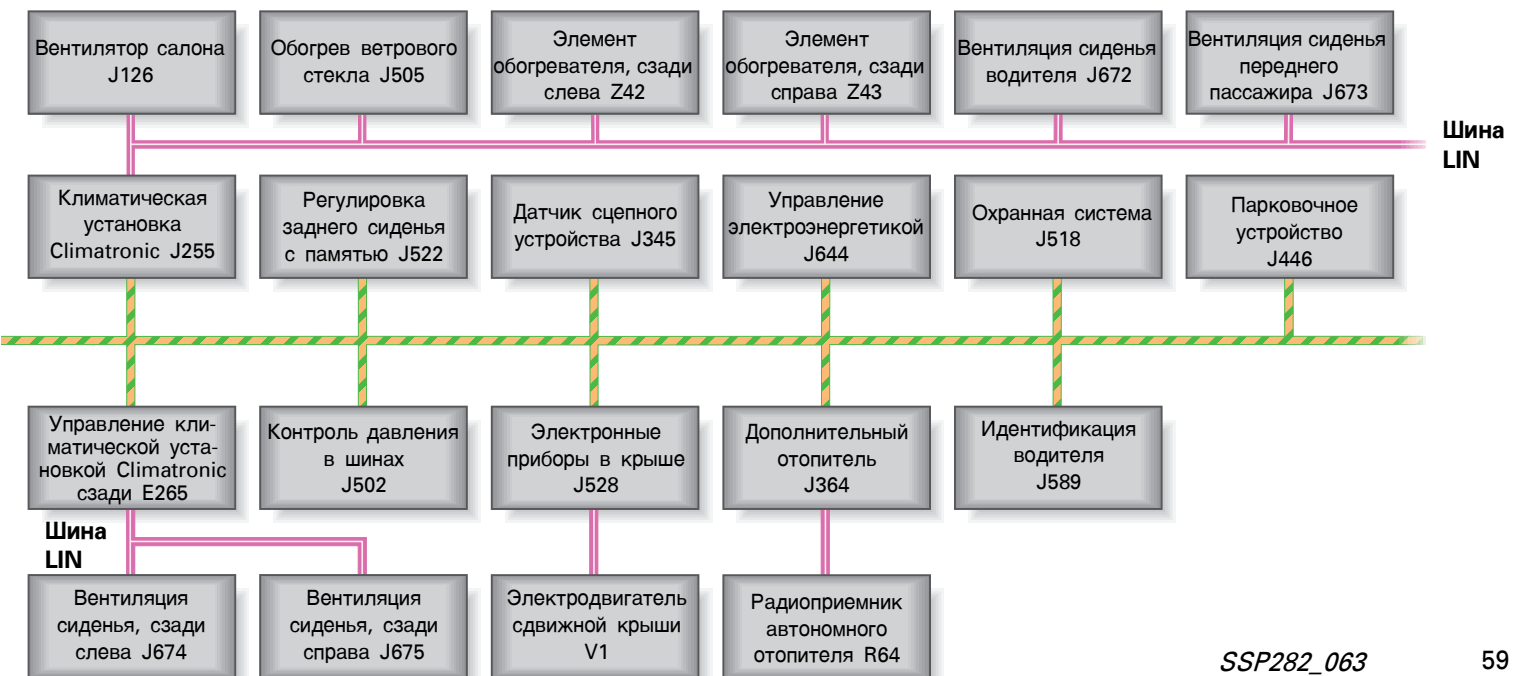 Вентилятор салона
J126
Обогрев ветрового
стекла J505
Элемент
обогревателя, сзади
слева Z42
Элемент
обогревателя, сзади
справа Z43
Вентиляция сиденья
водителя J672
Вентиляция сиденья
переднего
пассажира J673
Шина
LIN
Климатическая
установка
Climatronic J255
Регулировка
заднего сиденья
с памятью J522
Датчик сцепного
устройства J345
Управление
электроэнергетикой
J644
Охранная система
J518
Парковочное
устройство
J446
Управление кли-
матической уста-
новкой Climatronic
сзади E265
Контроль давления
в шинах
J502
Электронные
приборы в крыше
J528
Дополнительный
отопитель
J364
Идентификация
водителя
J589
Шина
LIN
Вентиляция
сиденья, сзади
слева J674
Вентиляция
сиденья, сзади
справа J675
Электродвигатель
сдвижной крыши
V1
Радиоприемник
автономного
отопителя R64
SSP282_063
59